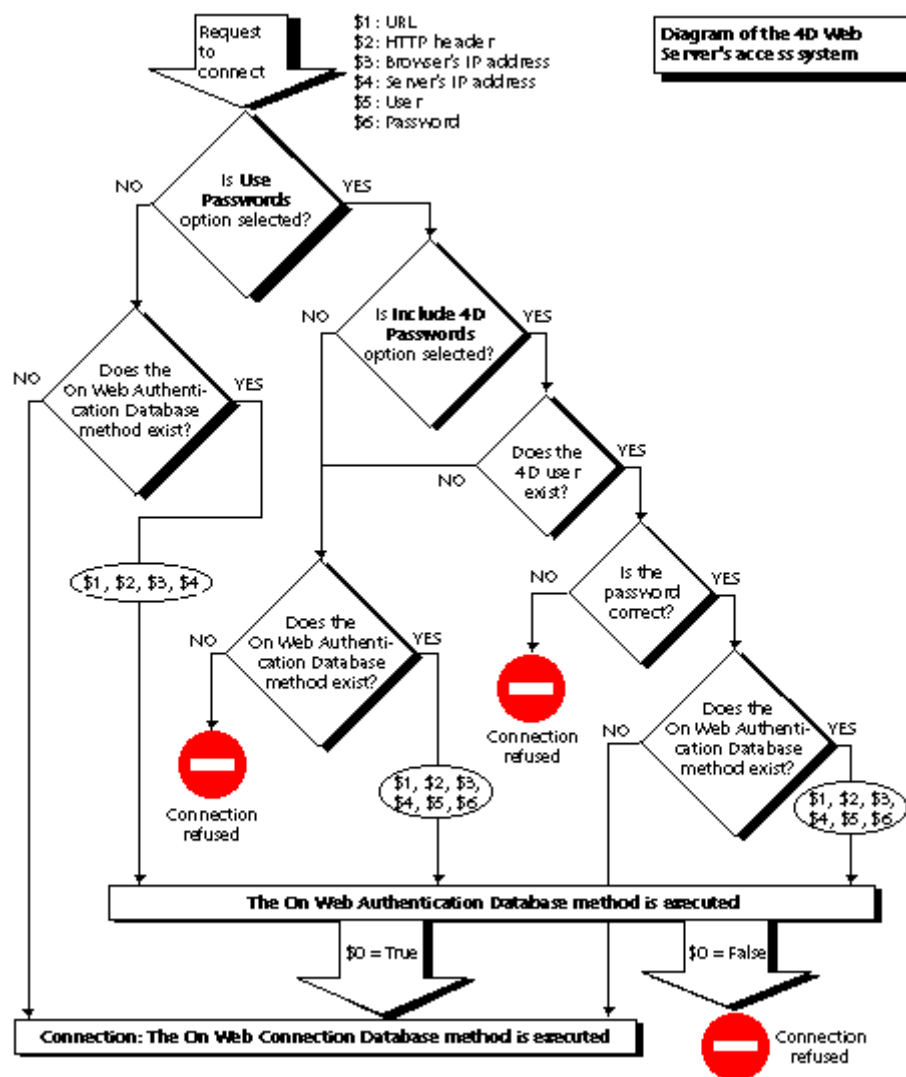 Request
to
connect
$1: URL
$2: HTTP header
$3: Browser's IP address
$4: Server's IP address
$5: User
$6: Password
Diagram of the 4D Web
Server's access system
NO
Is Use
Passwords
option selected?
YES
NO
Is Include 4D
Passwords
option selected?
YES
NO
Does the
On Web Authenti-
cation Database
method exist?
YES
NO
Does the
4D user
exist?
YES
$1, $2, $3, $4
NO
Is the
password
correct?
YES
NO
Does the
On Web Authenti-
cation Database
method exist?
YES
Connection
refused
NO
Does the
On Web Authenti-
cation Database
method exist?
YES
Connection
refused
$1, $2, $3,
$4, $5, $6
$1, $2, $3,
$4, $5, $6
The On Web Authentication Database method is executed
$0 = True
$0 = False
Connection: The On Web Connection Database method is executed
Connection
refused